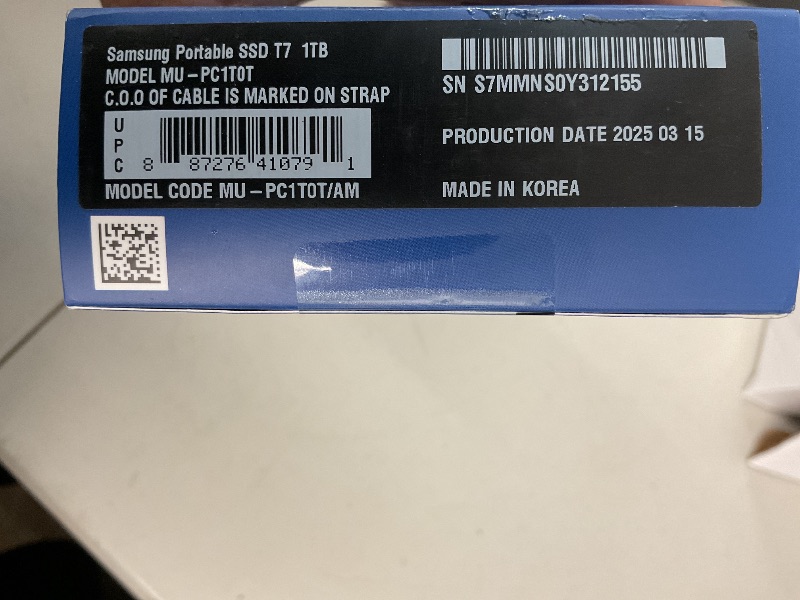 Samsung Portable SSD T7 1TB
MODEL MU-PC1T0T
C.O.O OF CABLE IS MARKED ON STRAP
UPC
8 87276 41079 1
MODEL CODE MU-PC1T0T/AM
SN S7MMNS0Y312155
PRODUCTION DATE 2025 03 15
MADE IN KOREA